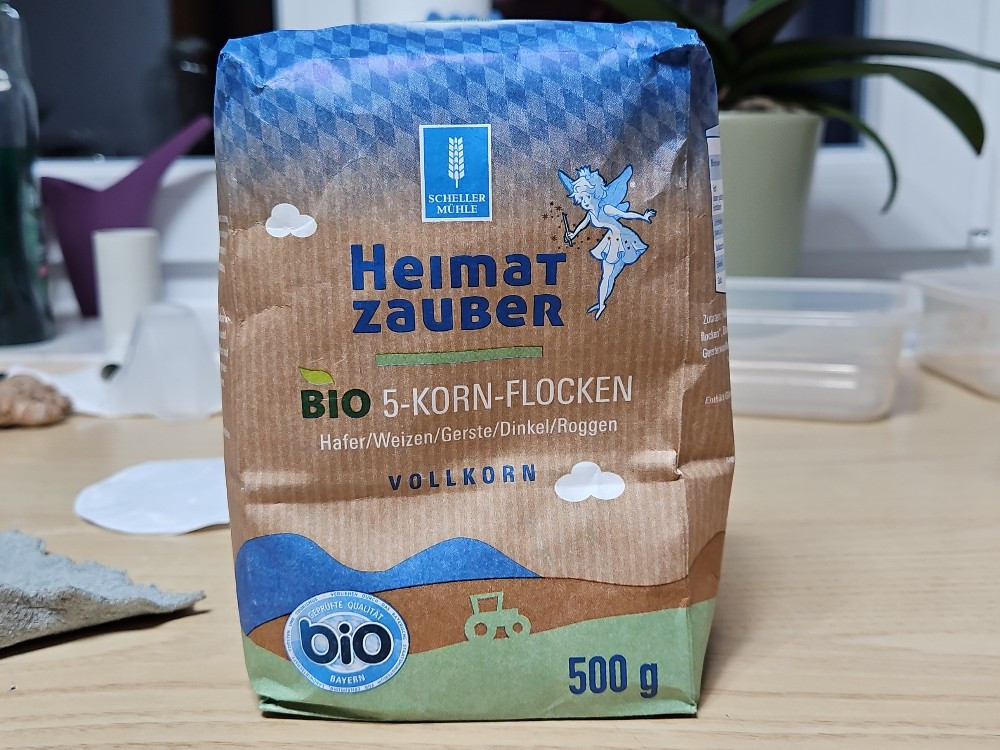 SCHELLER
MÜHLE
Heimat
zauber
BIO 5-KORN-FLOCKEN
Hafer/Weizen/Gerste/Dinkel/Roggen
VOLLKORN
GEPRÜFTE QUALITÄT
bio
BAYERN
500 g